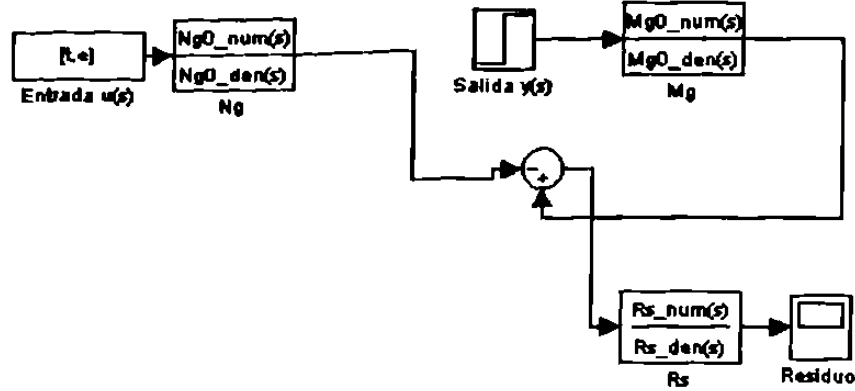 [t,e]
Entrada u(s)
Ng0_num(s)
Ng0_den(s)
Ng
Salida y(s)
Mg0_num(s)
Mg0_den(s)
Mg
-
+
Rs_num(s)
Rs_den(s)
Rs
Residuo